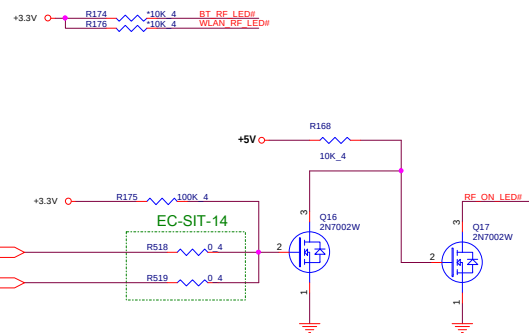 +3.3V R174 *10K_4 BT_RF_LED#
R176 *10K_4 WLAN_RF_LED#
+5V R168
10K_4
+3.3V R175 100K_4 RF_ON_LED#
EC-SIT-14
3 Q16
2N7002W
3 Q17
2N7002W
R518 0_4 2
R519 0_4
2
1
1